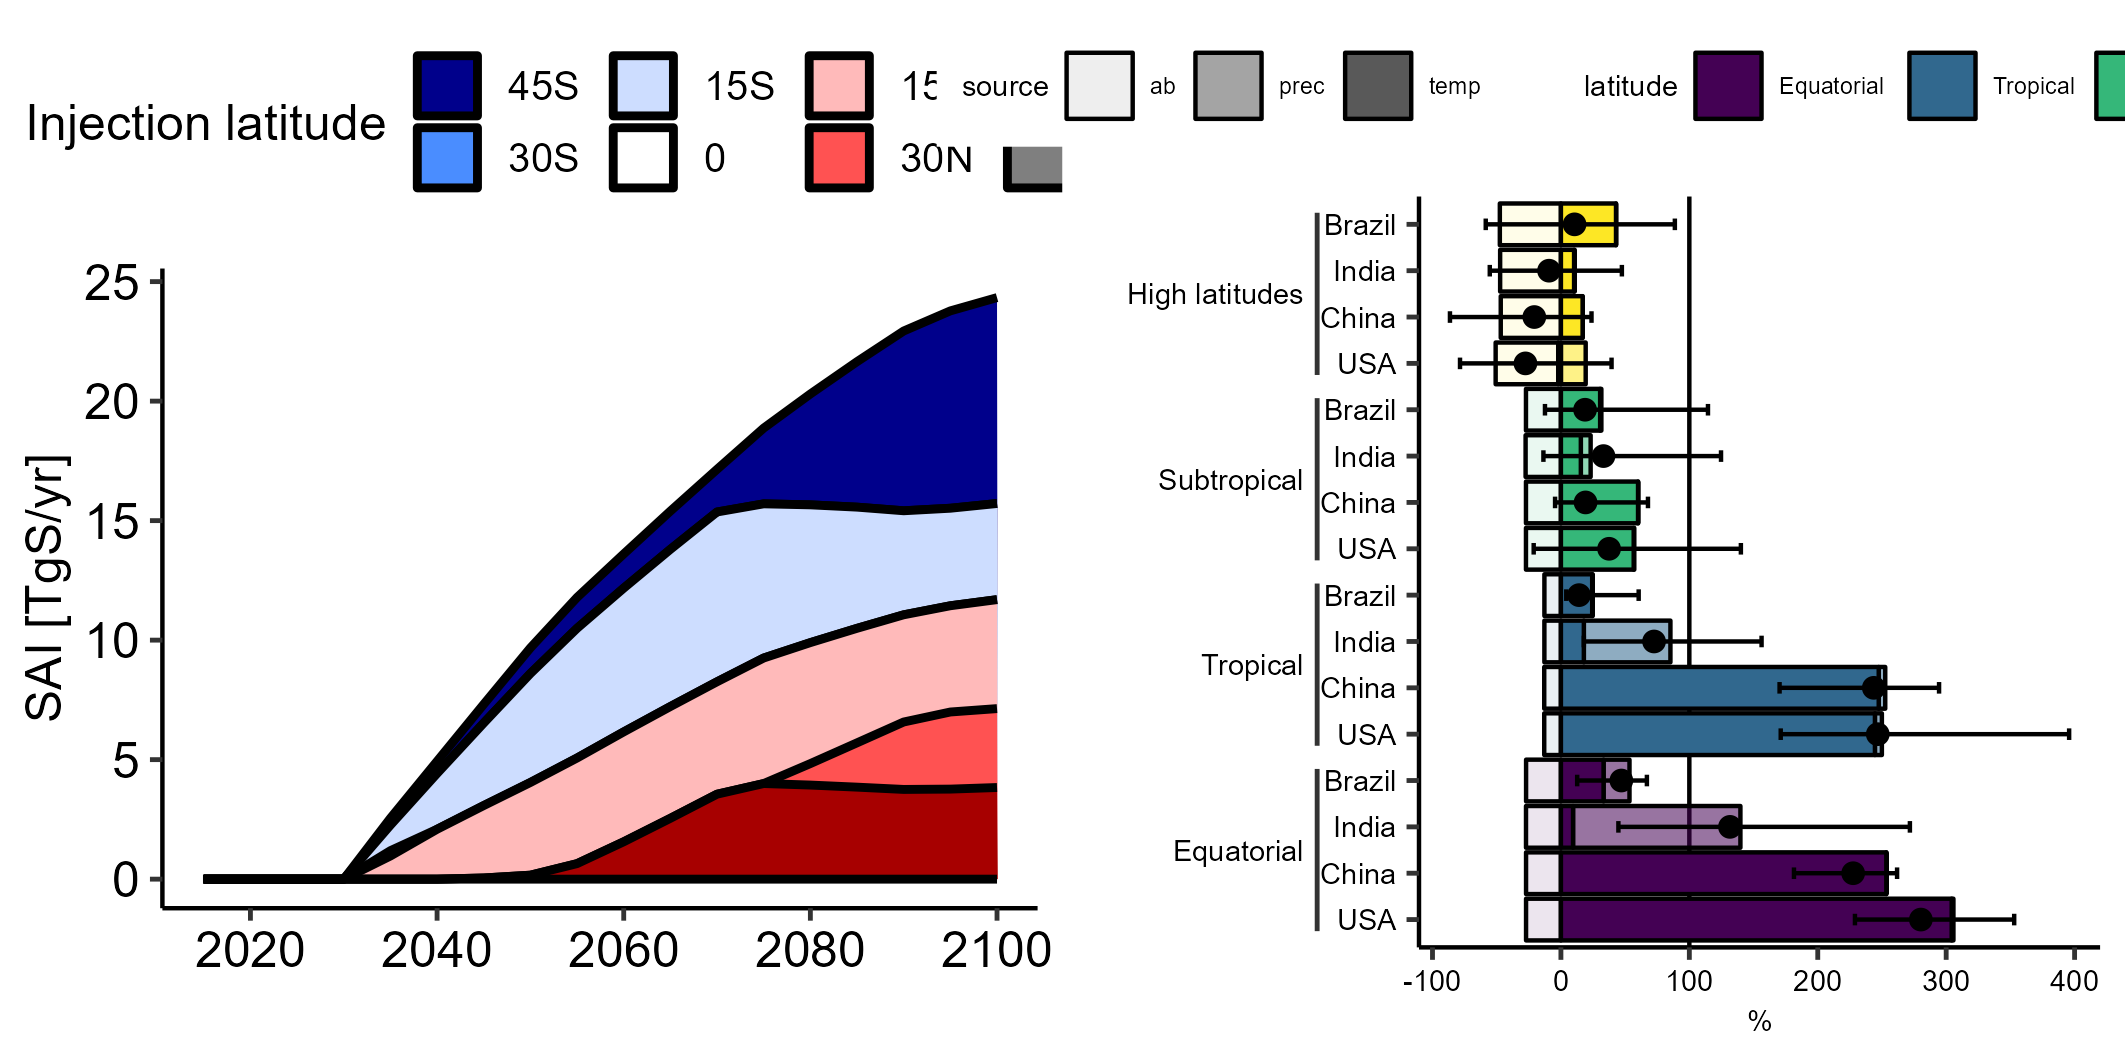 Injection latitude
45S
15S
15
30S
0
30N
source
ab
prec
temp
latitude
Equatorial
Tropical
SAI [TgS/yr]
25
20
15
10
5
0
2020
2040
2060
2080
2100
High latitudes
Brazil
India
China
USA
Subtropical
Brazil
India
China
USA
Tropical
Brazil
India
China
USA
Equatorial
Brazil
India
China
USA
-100
0
100
200
300
400
%